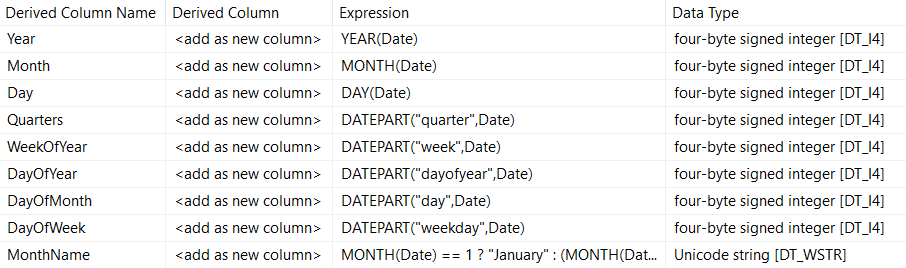 Derived Column Name Derived Column Expression Data Type
Year <add as new column> YEAR(Date) four-byte signed integer [DT_I4]
Month <add as new column> MONTH(Date) four-byte signed integer [DT_I4]
Day <add as new column> DAY(Date) four-byte signed integer [DT_I4]
Quarters <add as new column> DATEPART("quarter",Date) four-byte signed integer [DT_I4]
WeekOfYear <add as new column> DATEPART("week",Date) four-byte signed integer [DT_I4]
DayOfYear <add as new column> DATEPART("dayofyear",Date) four-byte signed integer [DT_I4]
DayOfMonth <add as new column> DATEPART("day",Date) four-byte signed integer [DT_I4]
DayOfWeek <add as new column> DATEPART("weekday",Date) four-byte signed integer [DT_I4]
MonthName <add as new column> MONTH(Date) == 1 ? "January" : (MONTH(Dat... Unicode string [DT_WSTR]